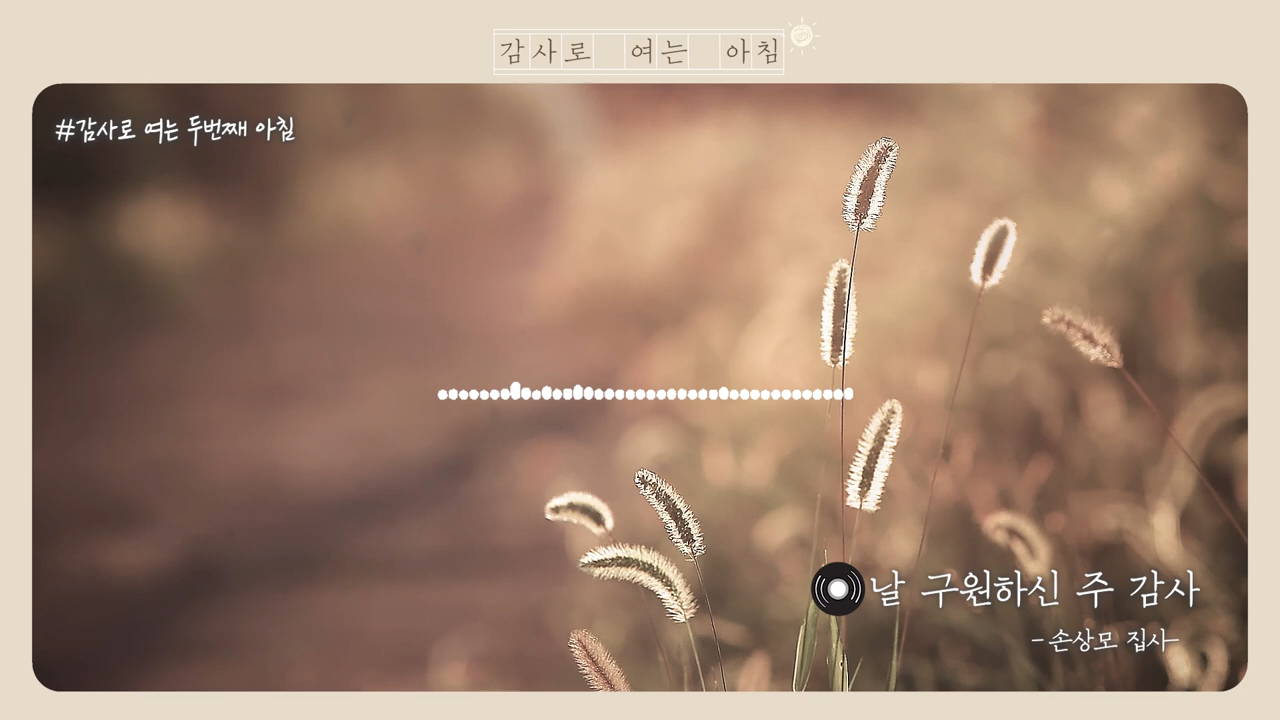 감사로 여는 아침
#감사로 여는 두번째 아침
날 구원하신 주 감사
-손상모 집사-